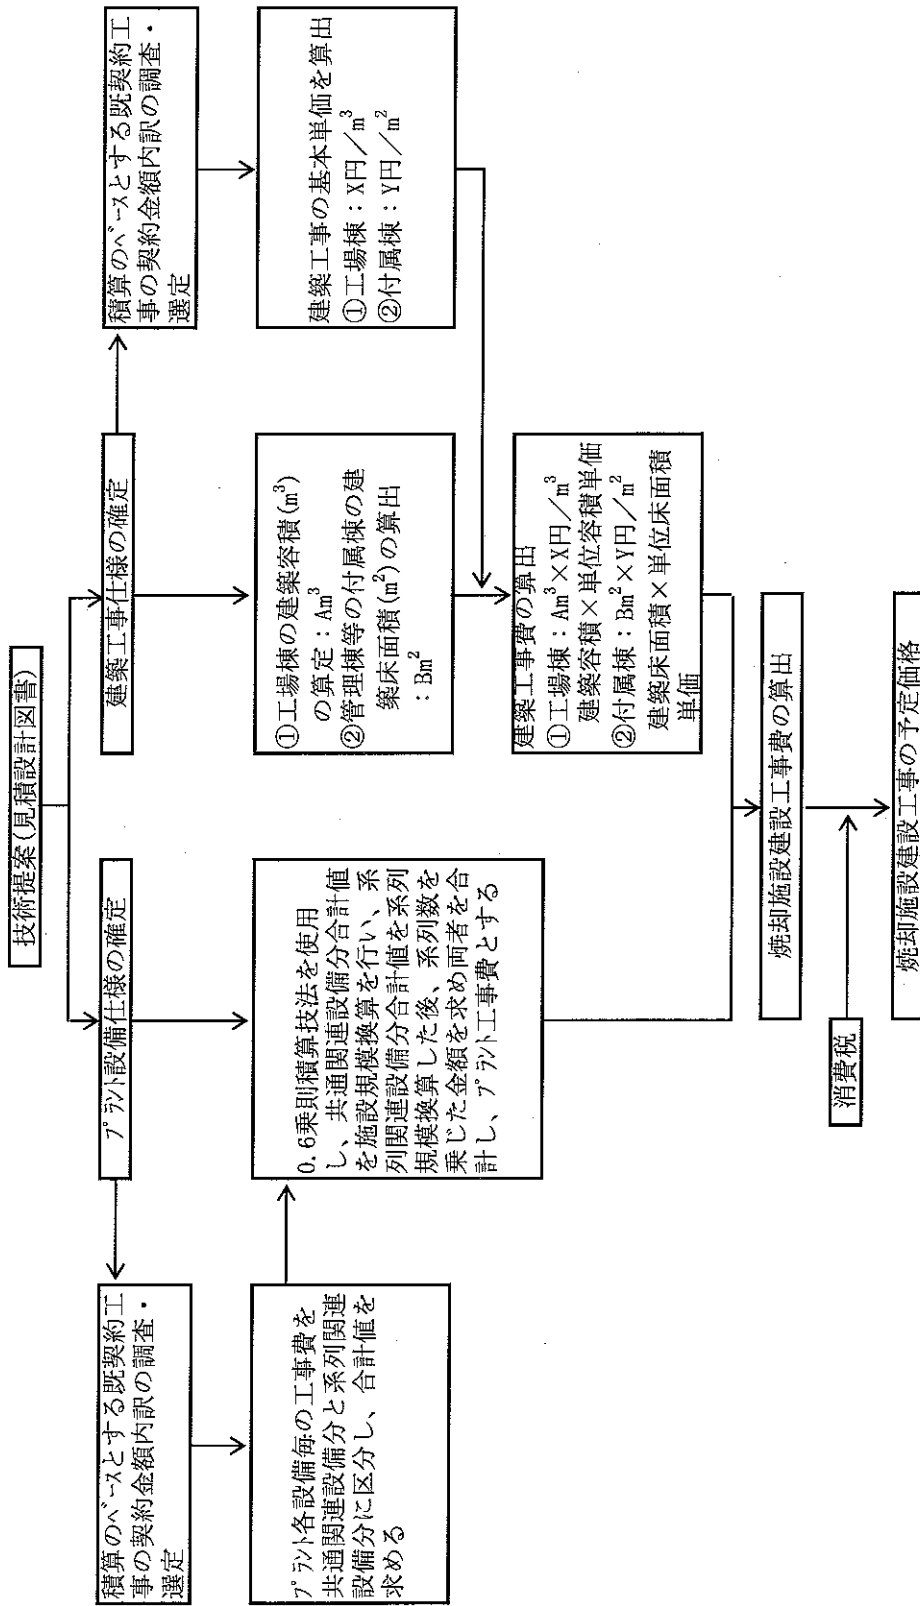 技術提案(見積設計図書)
プラント設備仕様の確定
建築工事仕様の確定
積算のベースとする既契約工
事の契約金額内訳の調査・
選定
積算のベースとする既契約工
事の契約金額内訳の調査・
選定
プラント各設備毎の工事費を
共通関連設備分と系列関連
設備分に区分し、合計値を
求める
0.6乗則積算技法を使用
し、共通関連設備分合計値
を施設規模換算を行い、系
列関連設備分合計値を系列
規模換算した後、系列数を
乗じた金額を求め両者を合
計し、プラント工事費とする
①工場棟の建築容積(m³)
の算定：Am³
②管理棟等の付属棟の建
築床面積(m²)の算出
：Bm²
建築工事の基本単価を算出
①工場棟：X円／m³
②付属棟：Y円／m²
建築工事費の算出
①工場棟：Am³×X円／m³
建築容積×単位容積単価
②付属棟：Bm²×Y円／m²
建築床面積×単位床面積
単価
焼却施設建設工事費の算出
消費税
焼却施設建設工事の予定価格